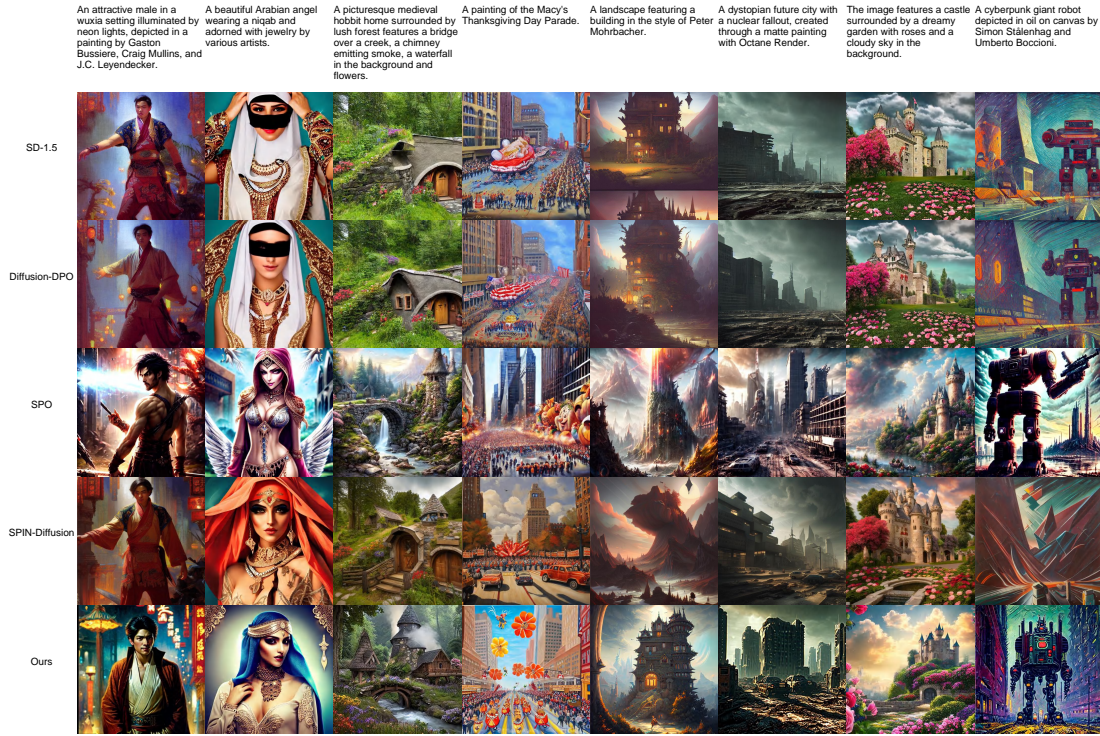 An attractive male in a
wuxia setting illuminated by
neon lights, depicted in a
painting by Gaston
Bussiere, Craig Mullins, and
J.C. Leyendecker.
A beautiful Arabian angel
wearing a niqab and
adorned with jewelry by
various artists.
A picturesque medieval
hobbit home surrounded by
lush forest features a bridge
over a creek, a chimney
emitting smoke, a waterfall
in the background and
flowers.
A painting of the Macy's
Thanksgiving Day Parade.
A landscape featuring a
building in the style of Peter
Mohrbacher.
A dystopian future city with
a nuclear fallout, created
through a matte painting
with Octane Render.
The image features a castle
surrounded by a dreamy
garden with roses and a
cloudy sky in the
background.
A cyberpunk giant robot
depicted in oil on canvas by
Simon Stålenhag and
Umberto Boccioni.
SD-1.5
Diffusion-DPO
SPO
SPIN-Diffusion
Ours